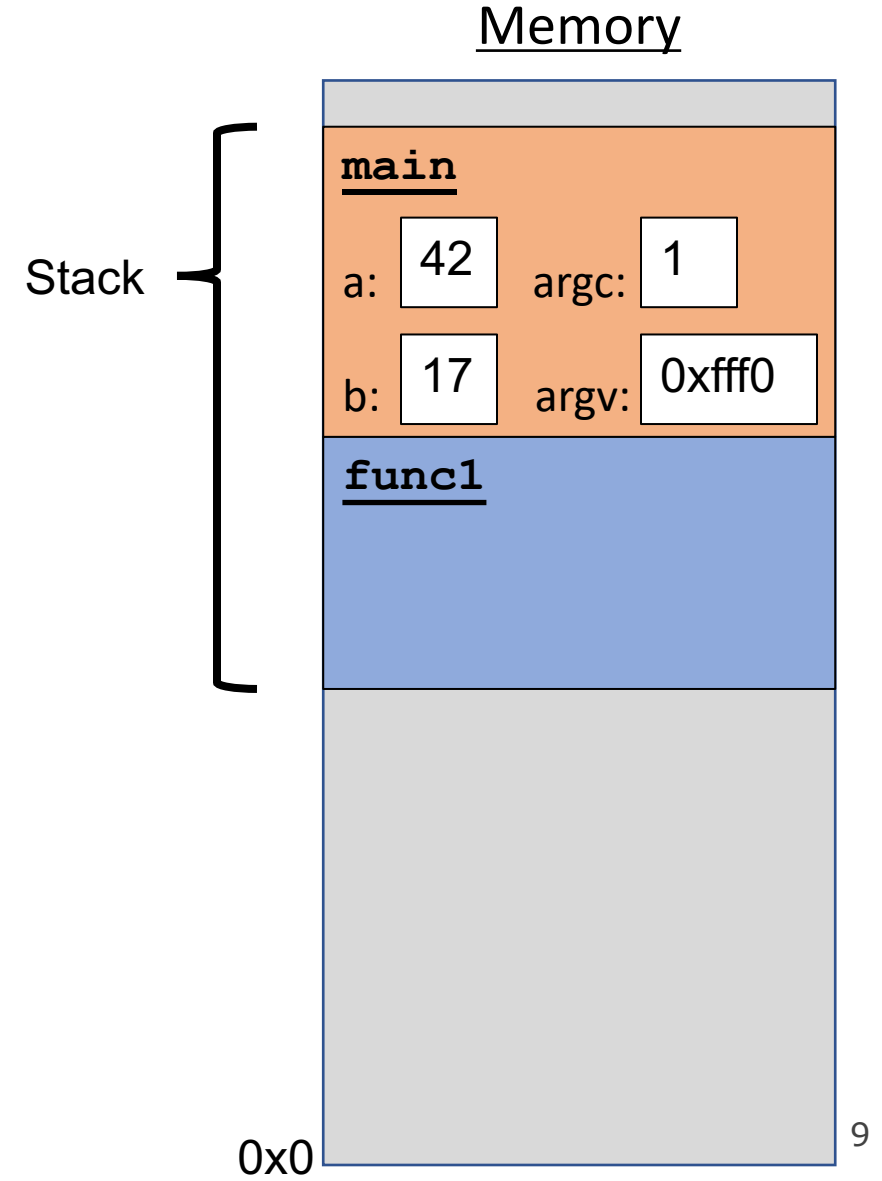 Memory
main
Stack
a: 42 argc: 1
b: 17 argv: 0xfff0
func1
0x0
9